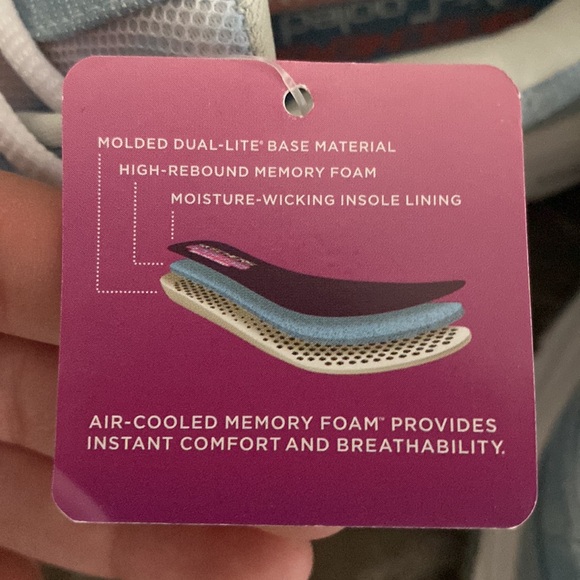 MOLDED DUAL-LITE® BASE MATERIAL
HIGH-REBOUND MEMORY FOAM
MOISTURE-WICKING INSOLE LINING
AIR-COOLED MEMORY FOAM™ PROVIDES
INSTANT COMFORT AND BREATHABILITY.